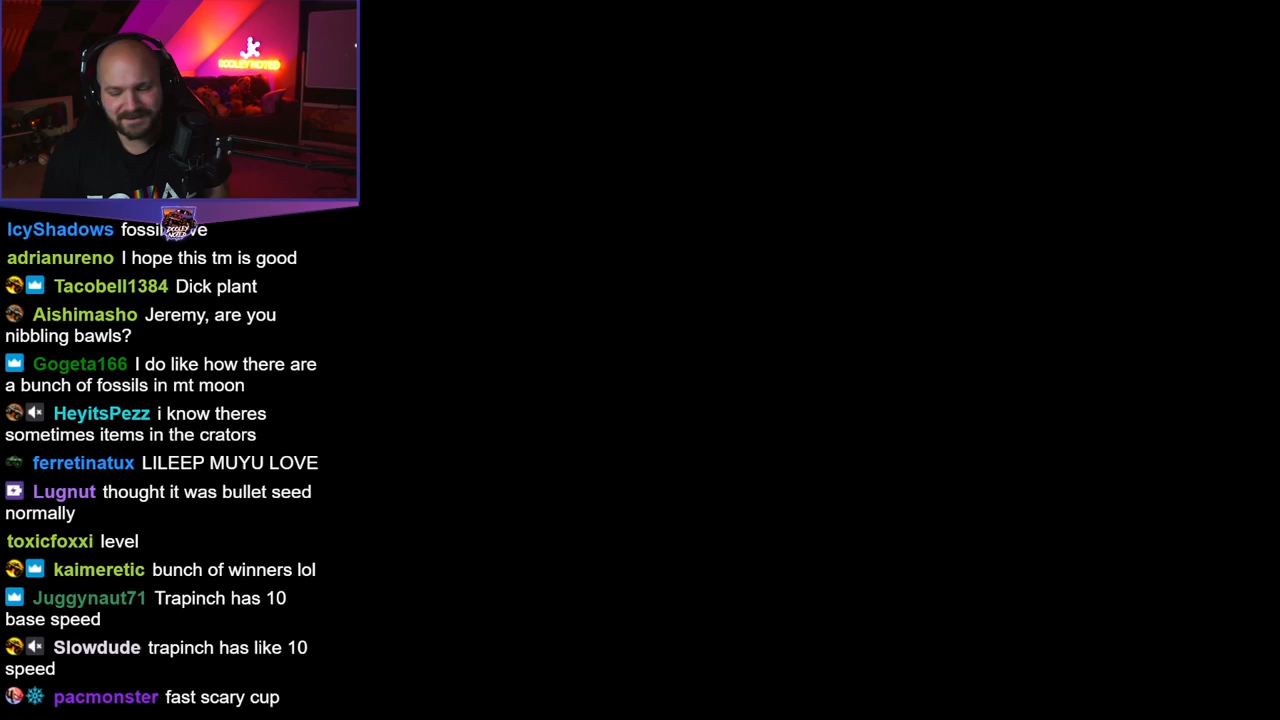 DOOLEY NOTED
IcyShadows fossil
adrianureno I hope this tm is good
Tacobell1384 Dick plant
Aishimasho Jeremy, are you
nibbling bawls?
Gogeta166 I do like how there are
a bunch of fossils in mt moon
HeyitsPezz i know theres
sometimes items in the crators
ferretinatux LILEEP MUYU LOVE
Lugnut thought it was bullet seed
normally
toxicfoxxi level
kaimeretic bunch of winners lol
Juggynaut71 Trapinch has 10
base speed
Slowdude trapinch has like 10
speed
pacmonster fast scary cup